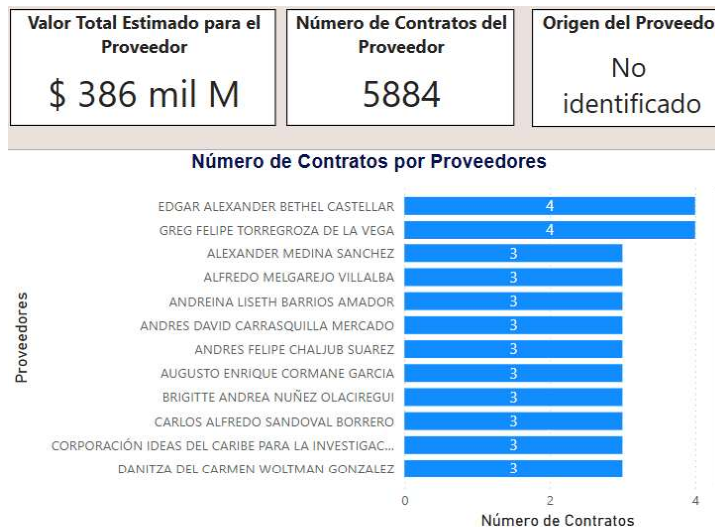 Valor Total Estimado para el
Proveedor
$ 386 mil M
Número de Contratos del
Proveedor
5884
Origen del Proveedo
No
identificado
Número de Contratos por Proveedores
Proveedores
EDGAR ALEXANDER BETHEL CASTELLAR 4
GREG FELIPE TORREGROZA DE LA VEGA 4
ALEXANDER MEDINA SANCHEZ 3
ALFREDO MELGAREJO VILLALBA 3
ANDREINA LISETH BARRIOS AMADOR 3
ANDRES DAVID CARRASQUILLA MERCADO 3
ANDRES FELIPE CHALJUB SUAREZ 3
AUGUSTO ENRIQUE CORMANE GARCIA 3
BRIGITTE ANDREA NUÑEZ OLACIREGUI 3
CARLOS ALFREDO SANDOVAL BORRERO 3
CORPORACIÓN IDEAS DEL CARIBE PARA LA INVESTIGAC... 3
DANITZA DEL CARMEN WOLTMAN GONZALEZ 3
0 2 4
Número de Contratos